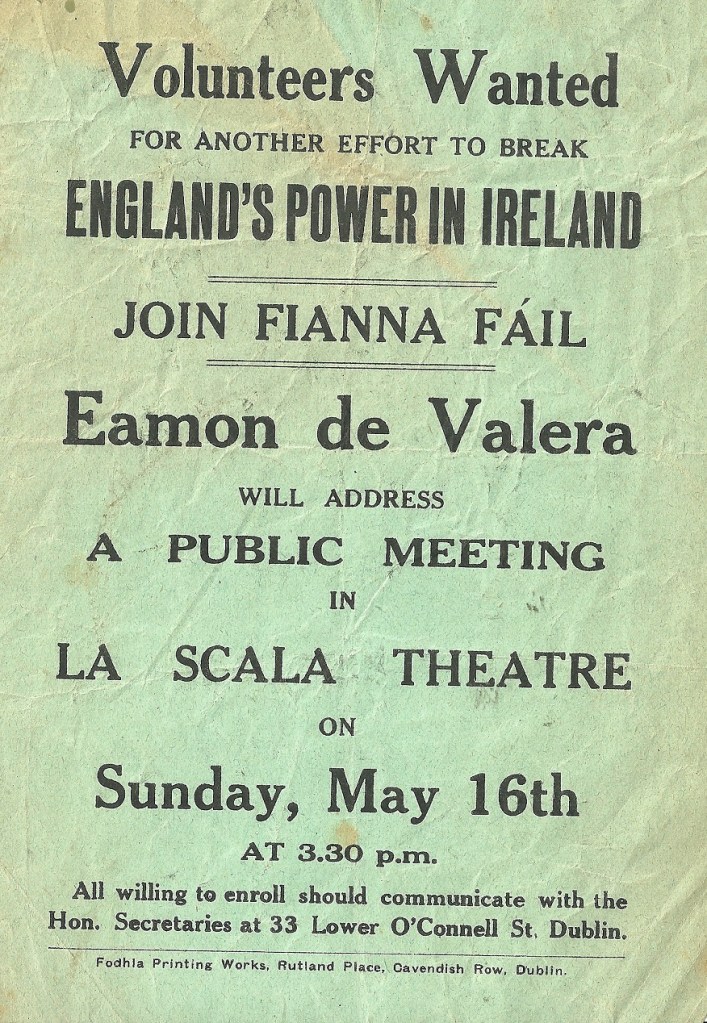 Volunteers Wanted
FOR ANOTHER EFFORT TO BREAK
ENGLAND'S POWER IN IRELAND
JOIN FIANNA FÁIL
Eamon de Valera
WILL ADDRESS
A PUBLIC MEETING
IN
LA SCALA THEATRE
ON
Sunday, May 16th
AT 3.30 p.m.
All willing to enroll should communicate with the
Hon. Secretaries at 33 Lower O'Connell St. Dublin.
Fodhla Printing Works, Rutland Place, Cavendish Row, Dublin.